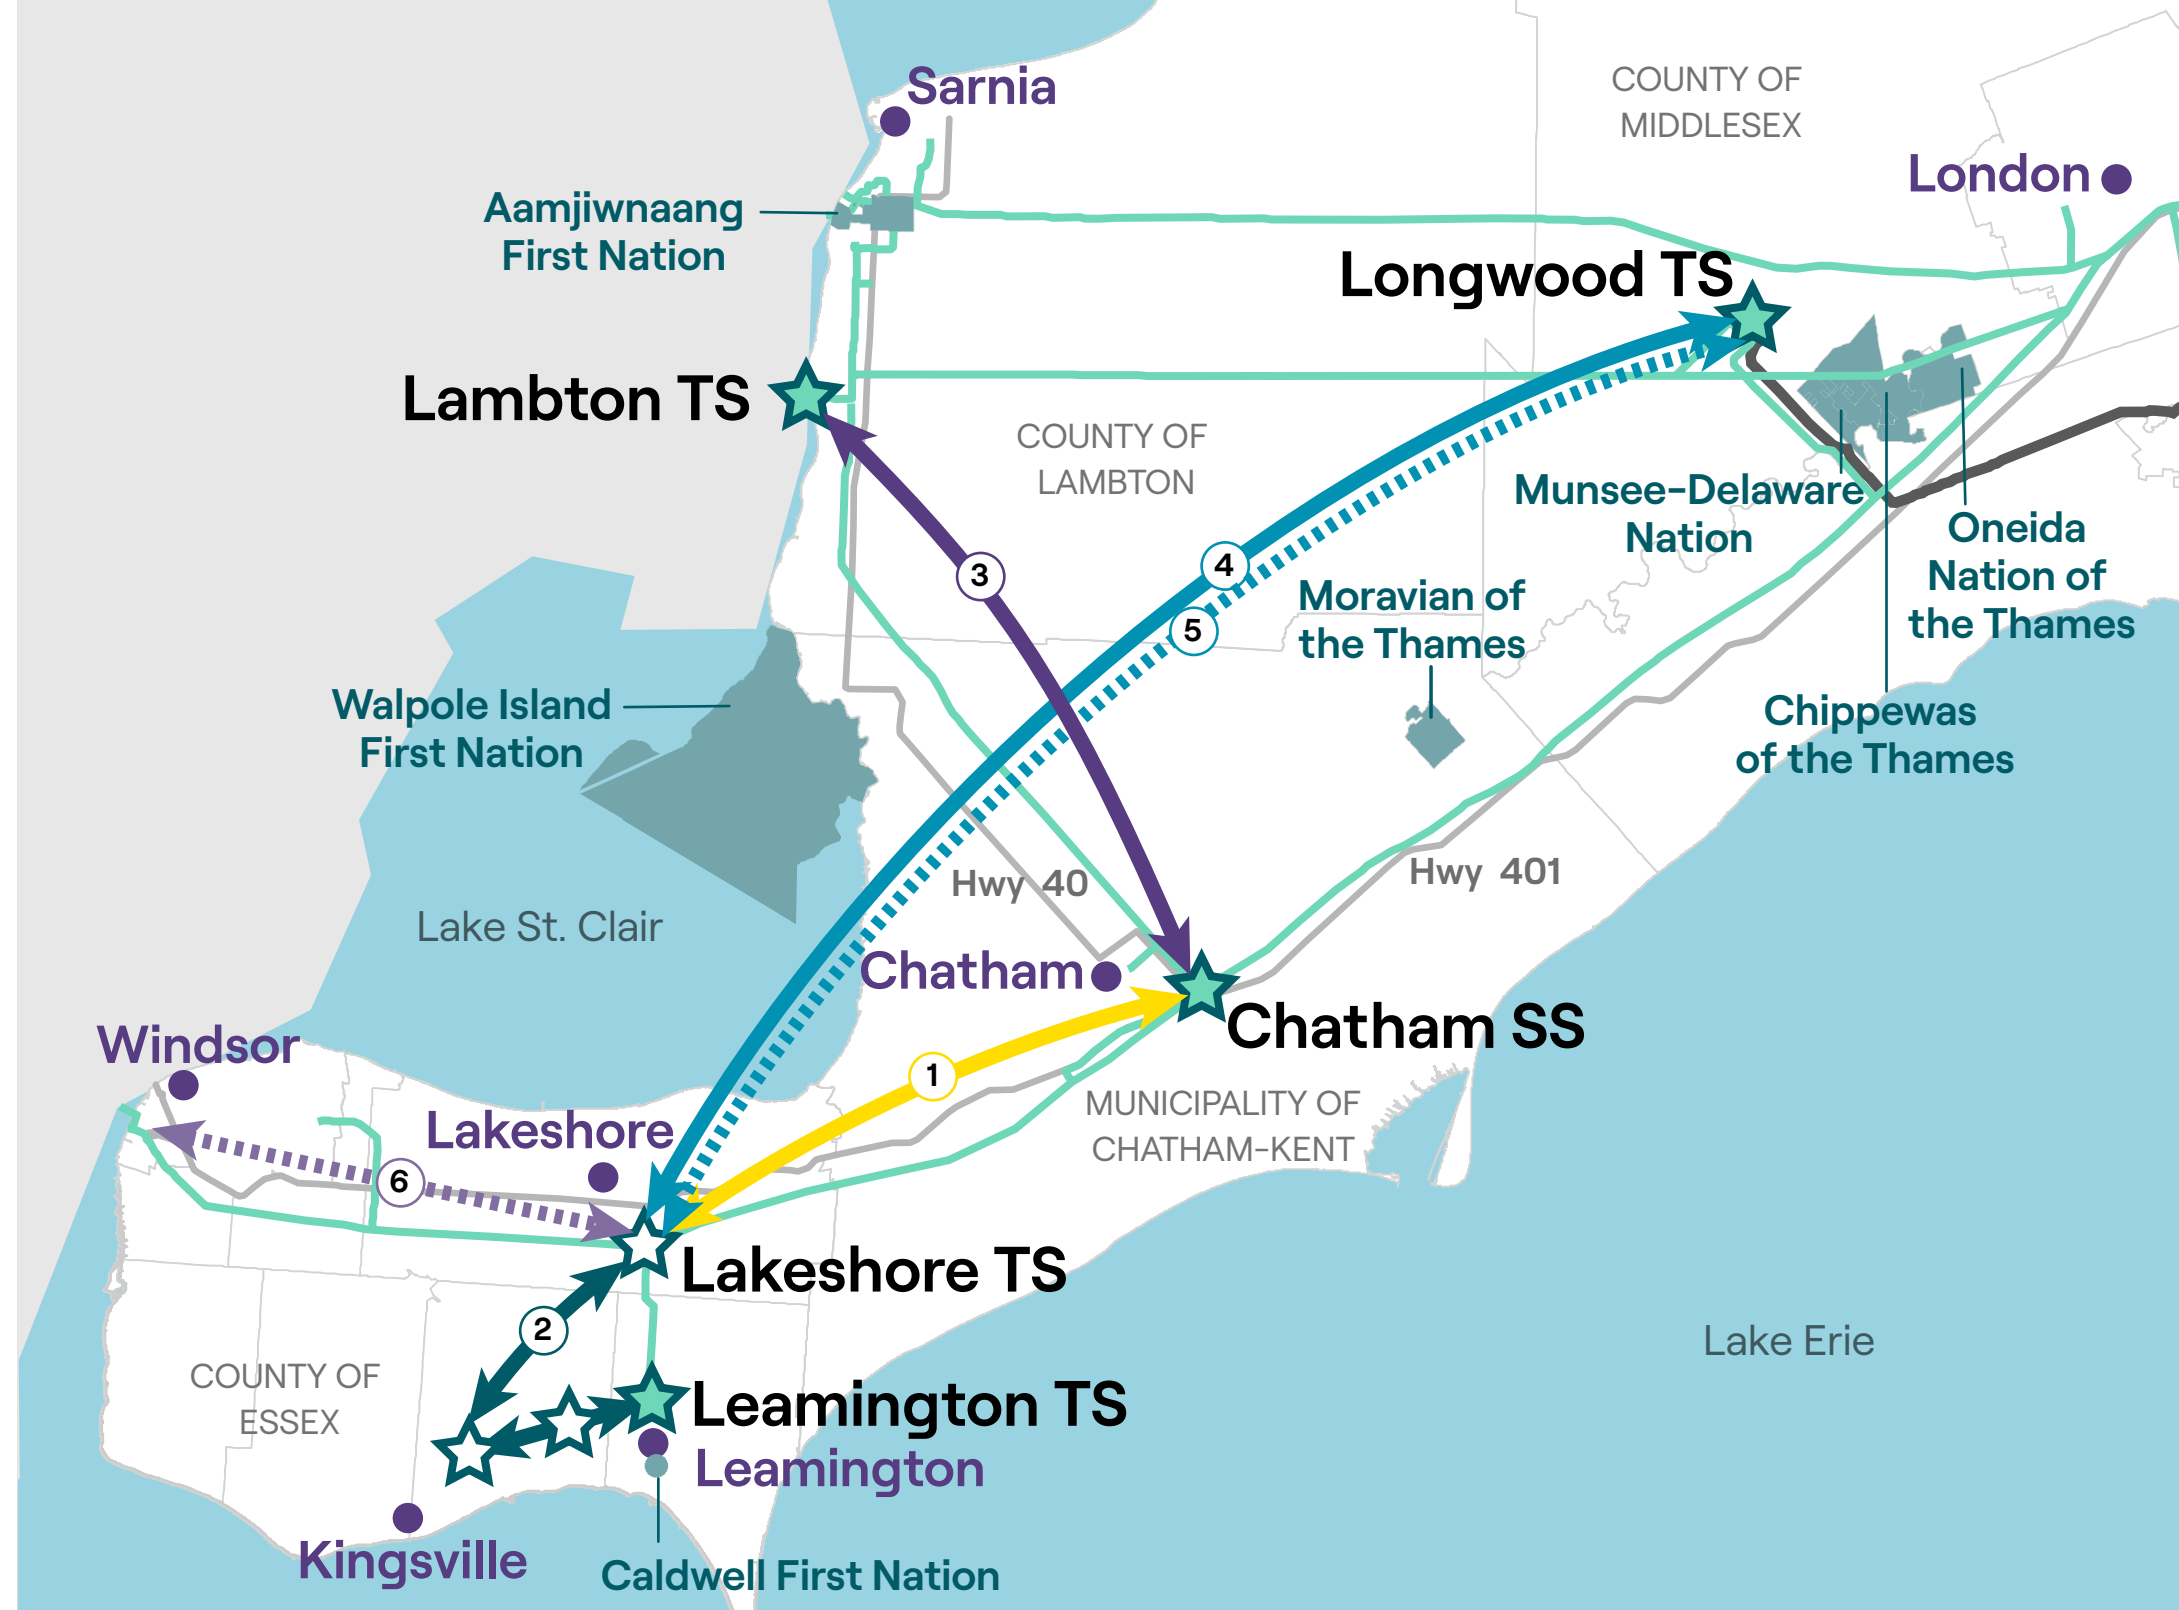 Sarnia
COUNTY OF
MIDDLESEX
London
Aamjiwnaang
First Nation
Longwood TS
Lambton TS
COUNTY OF
LAMBTON
Munsee-Delaware
Nation
Oneida
Nation of
the Thames
3
4
5
Moravian of
the Thames
Walpole Island
First Nation
Chippewas
of the Thames
Hwy 40
Hwy 401
Lake St. Clair
Chatham
Chatham SS
Windsor
1
MUNICIPALITY OF
CHATHAM-KENT
Lakeshore
6
Lakeshore TS
2
Lake Erie
COUNTY OF
ESSEX
Leamington TS
Leamington
Kingsville
Caldwell First Nation